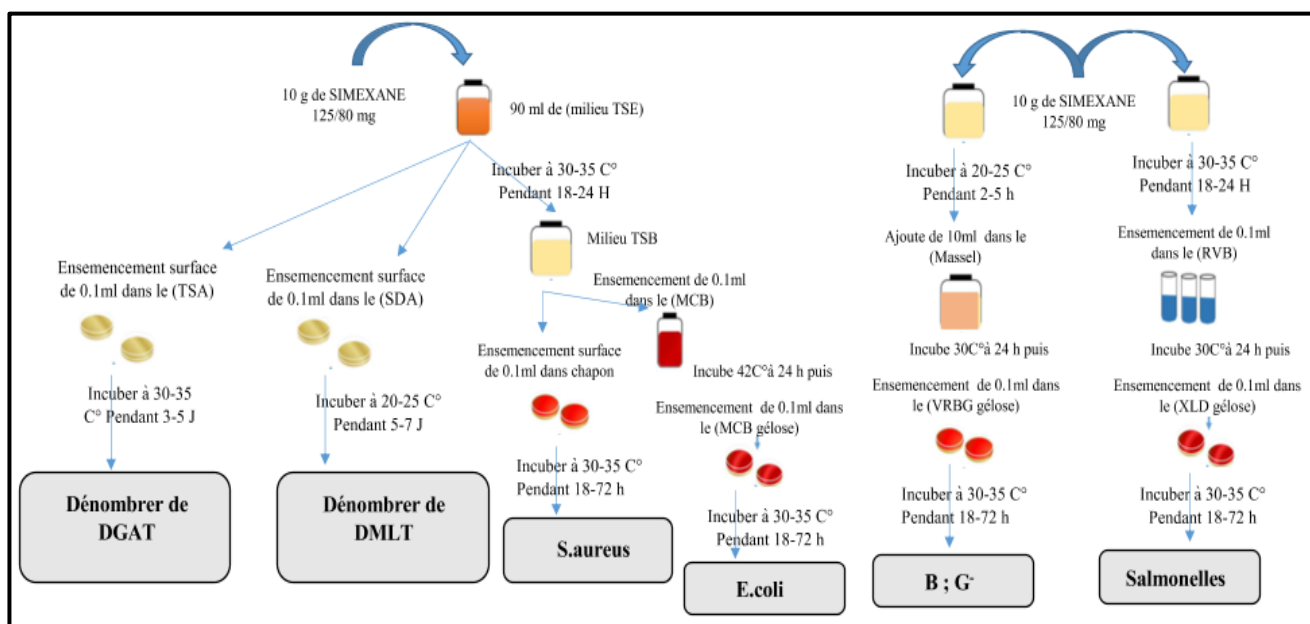 10 g de SIMEXANE
125/80 mg
90 ml de (milieu TSE)
Incuber à 30-35 C°
Pendant 18-24 H
Milieu TSB
Ensemencement surface
de 0.1ml dans le (TSA)
Incuber à 30-35
C° Pendant 3-5 J
Dénombrer de
DGAT
Ensemencement surface
de 0.1ml dans le (SDA)
Incuber à 20-25 C°
Pendant 5-7 J
Dénombrer de
DMLT
Ensemencement surface
de 0.1ml dans chapon
Incuber à 30-35 C°
Pendant 18-72 h
S.aureus
Ensemencement de 0.1ml
dans le (MCB)
Incube 42C°à 24 h puis
Ensemencement de 0.1ml dans
le (MCB gélose)
Incuber à 30-35 C°
Pendant 18-72 h
E.coli
10 g de SIMEXANE
125/80 mg
Incuber à 20-25 C°
Pendant 2-5 h
Ajoute de 10ml dans le
(Massel)
Incube 30C°à 24 h puis
Ensemencement de 0.1ml dans
le (VRBG gélose)
Incuber à 30-35 C°
Pendant 18-72 h
B ; G-
Incuber à 30-35 C°
Pendant 18-24 H
Ensemencement de 0.1ml
dans le (RVB)
Incube 30C°à 24 h puis
Ensemencement de 0.1ml dans
le (XLD gélose)
Incuber à 30-35 C°
Pendant 18-72 h
Salmonelles